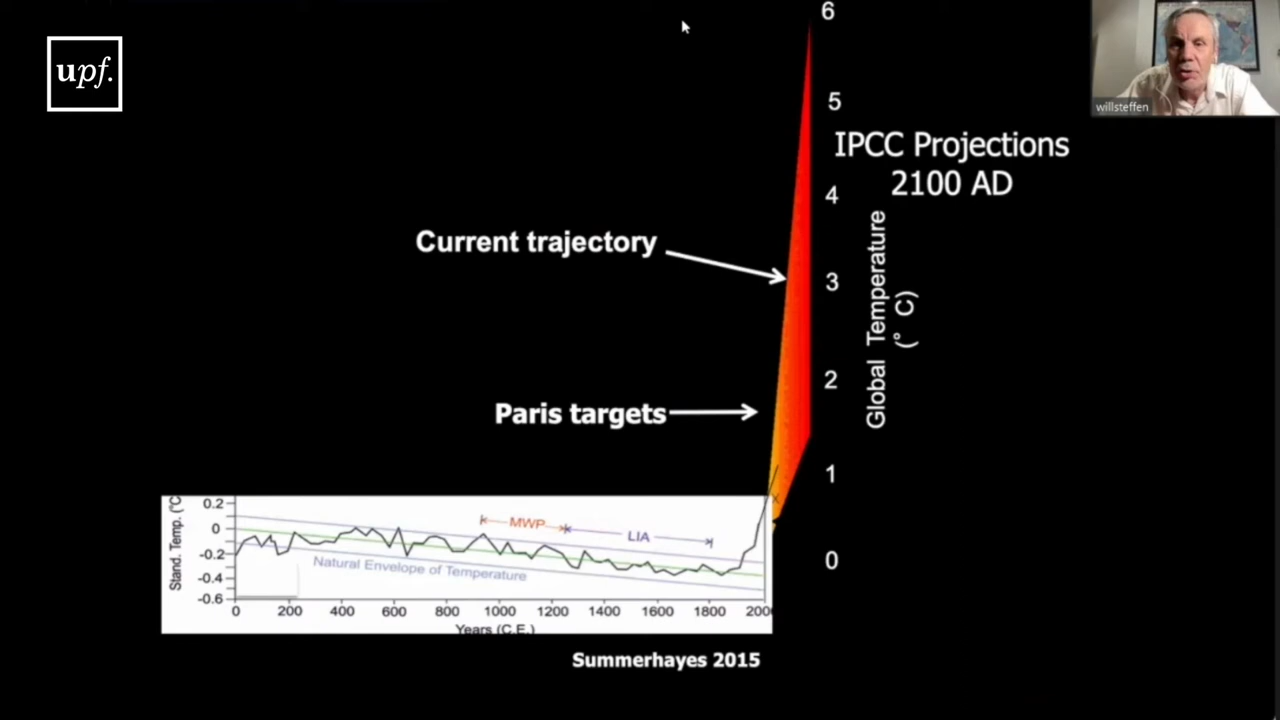 upf.
6
willsteffen
5
IPCC Projections
2100 AD
4
Current trajectory
3
Global Temperature
(° C)
2
Paris targets
1
0.2
0
-0.2
-0.4
-0.6
Stand. Temp. (°C
MWP
LIA
Natural Envelope of Temperature
0
0 200 400 600 800 1000 1200 1400 1600 1800 2000
Years (C.E.)
Summerhayes 2015